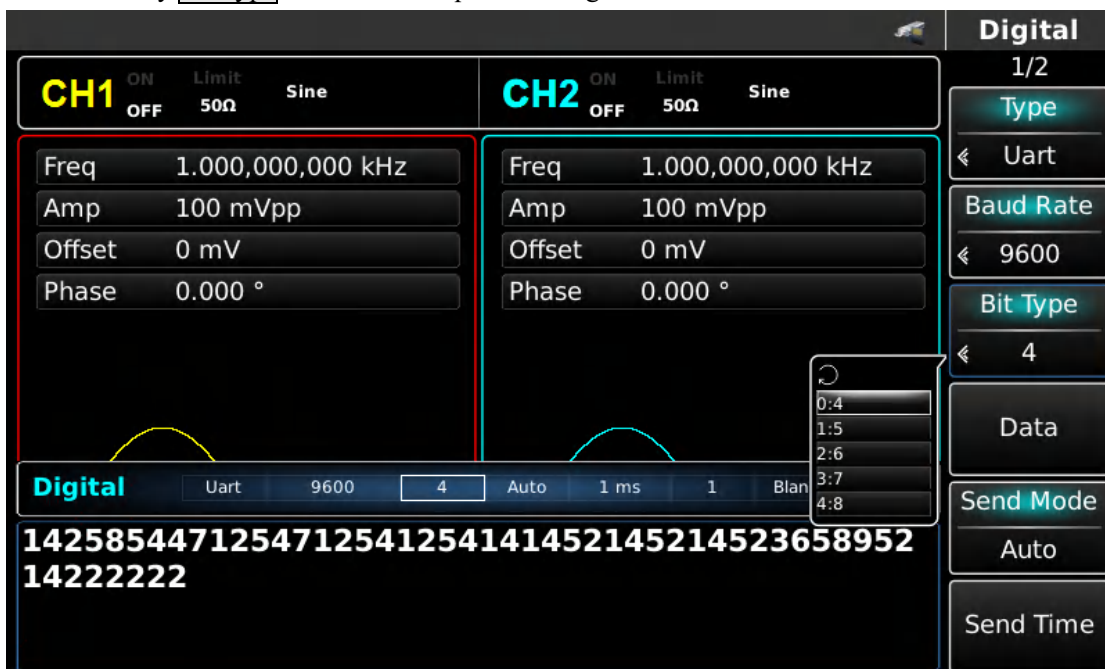 Digital
1/2
CH1 ON OFF Limit 50Ω Sine
CH2 ON OFF Limit 50Ω Sine
Type
Uart
Freq 1.000,000,000 kHz
Freq 1.000,000,000 kHz
Amp 100 mVpp
Amp 100 mVpp
Baud Rate
9600
Offset 0 mV
Offset 0 mV
Phase 0.000 °
Phase 0.000 °
Bit Type
4
0:4
1:5
2:6
3:7
4:8
Data
Digital Uart 9600 4 Auto 1 ms 1 Blan
Send Mode
Auto
142585447125471254125414145214521452365895​2
14222222
Send Time